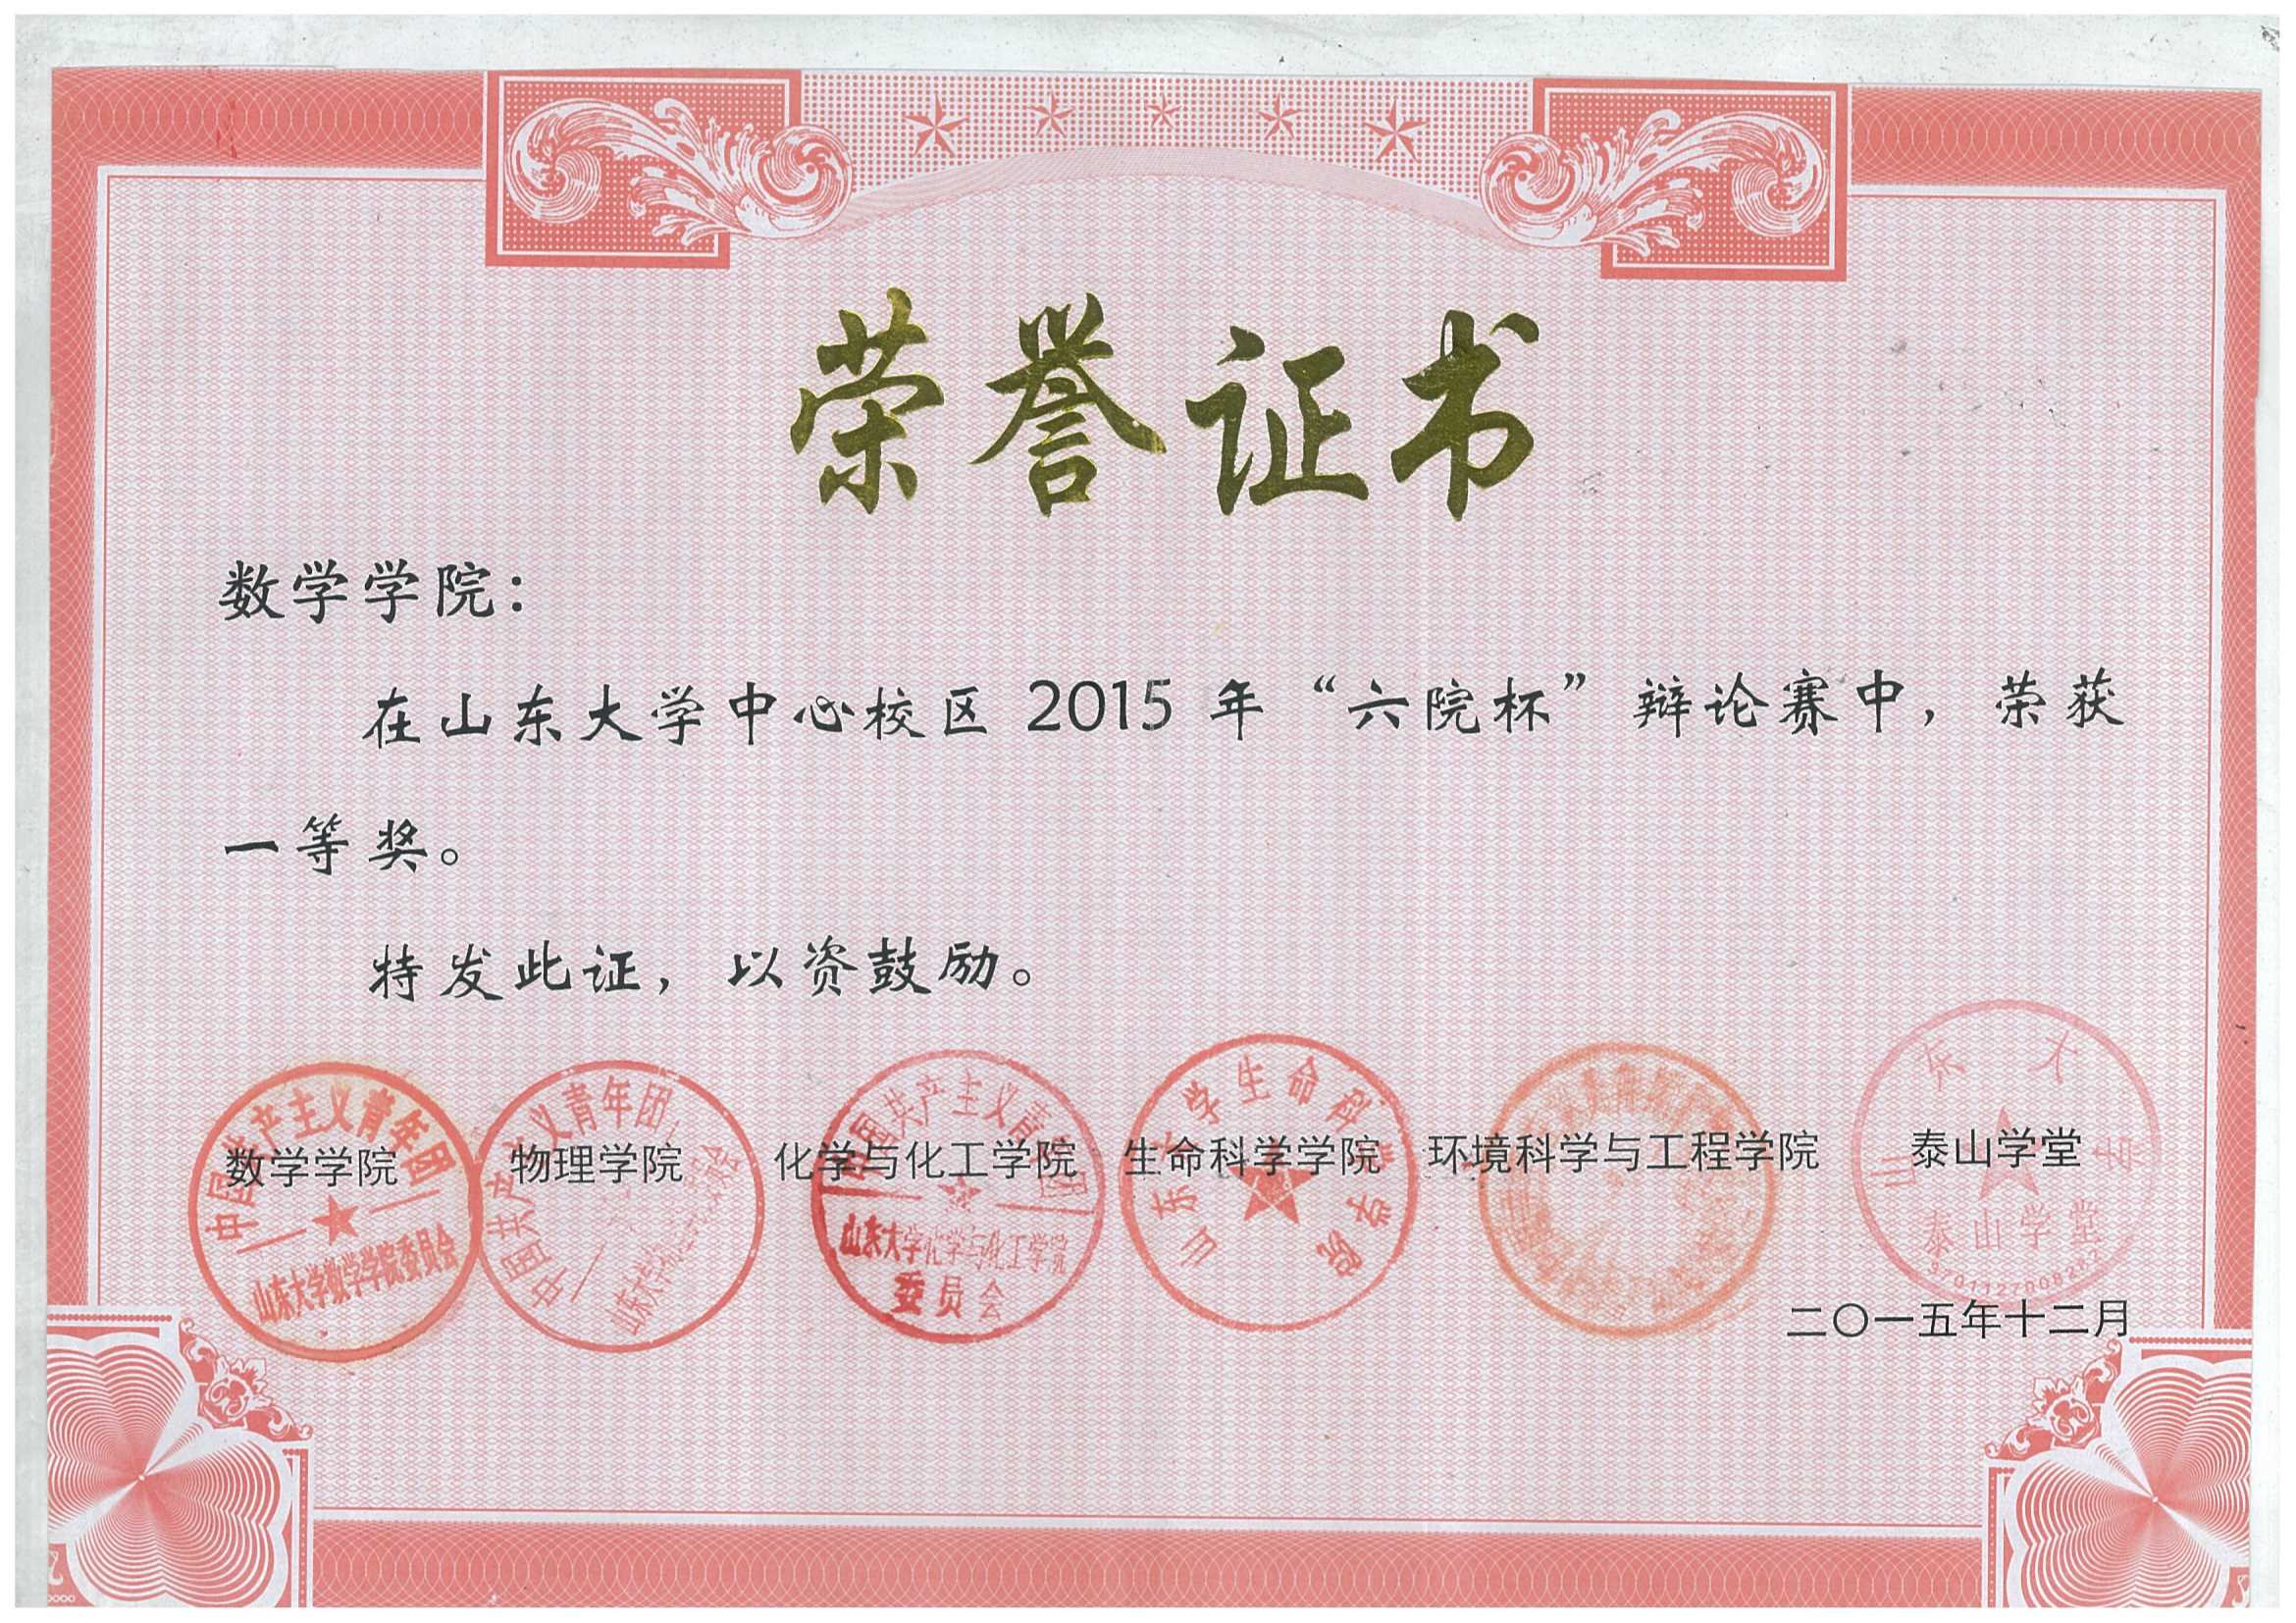 荣誉证书
数学学院：
在山东大学中心校区 2015 年“六院杯”辩论赛中，荣获
一等奖。
特发此证，以资鼓励。
数学学院 物理学院 化学与化工学院 生命科学学院 环境科学与工程学院 泰山学堂
中国共产主义青年团
山东大学数学学院委员会
中国共产主义青年团
山东大学
中国共产主义青年团
山东大学化学与化工学院
委员会
山东大学生命科学学院
山东大
泰山学堂
二〇一五年十二月